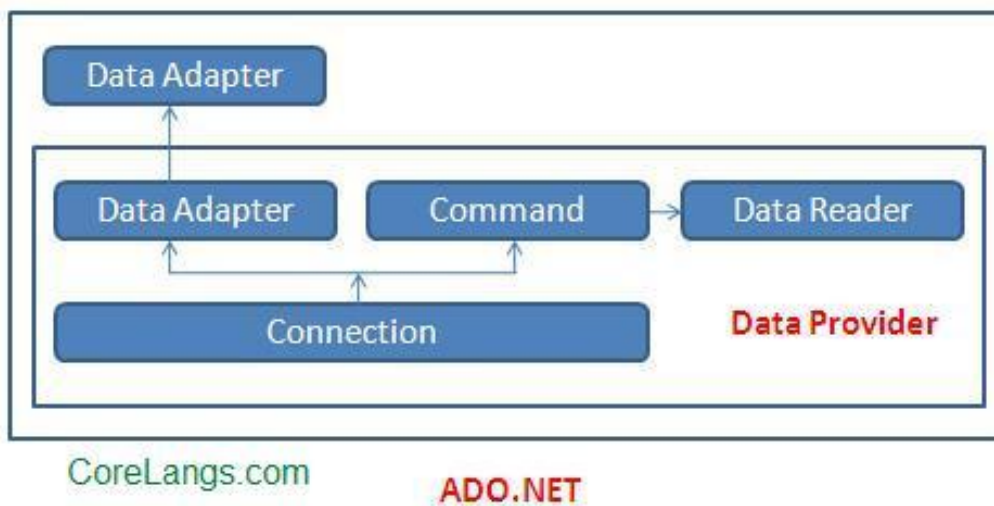 Data Adapter
Data Adapter
Command
Data Reader
Connection
Data Provider
CoreLangs.com
ADO.NET